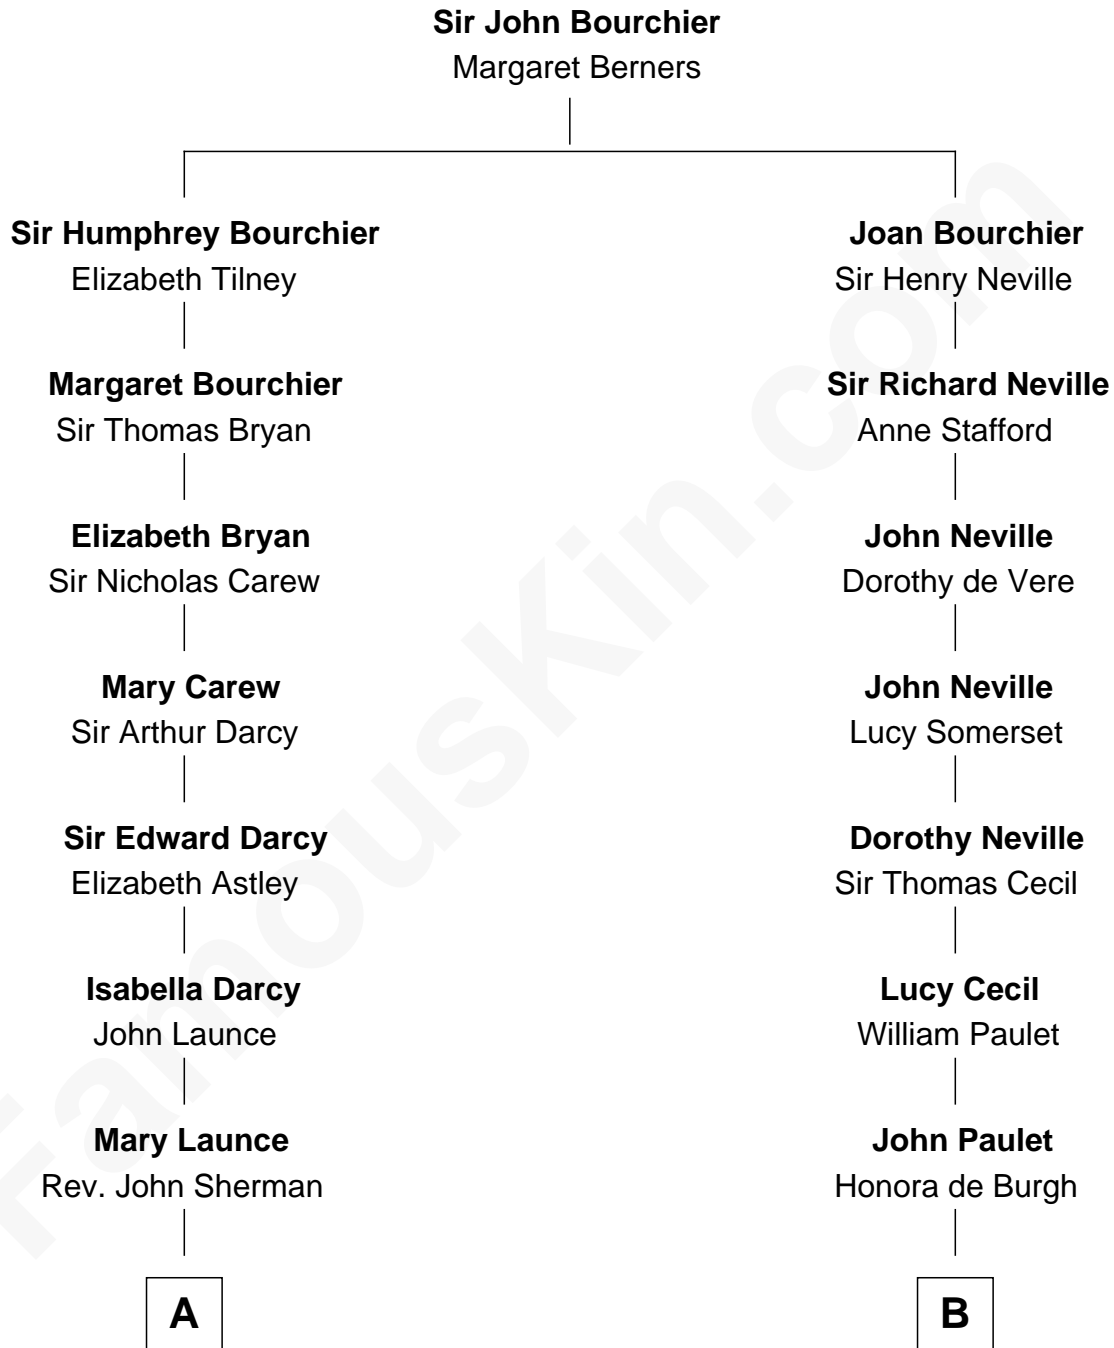 Sir John Bourchier
Margaret Berners
Sir Humphrey Bourchier
Elizabeth Tilney
Joan Bourchier
Sir Henry Neville
Margaret Bourchier
Sir Thomas Bryan
Sir Richard Neville
Anne Stafford
Elizabeth Bryan
Sir Nicholas Carew
John Neville
Dorothy de Vere
Mary Carew
Sir Arthur Darcy
John Neville
Lucy Somerset
Sir Edward Darcy
Elizabeth Astley
Dorothy Neville
Sir Thomas Cecil
Isabella Darcy
John Launce
Lucy Cecil
William Paulet
Mary Launce
Rev. John Sherman
John Paulet
Honora de Burgh
A
B
FamousKin.com